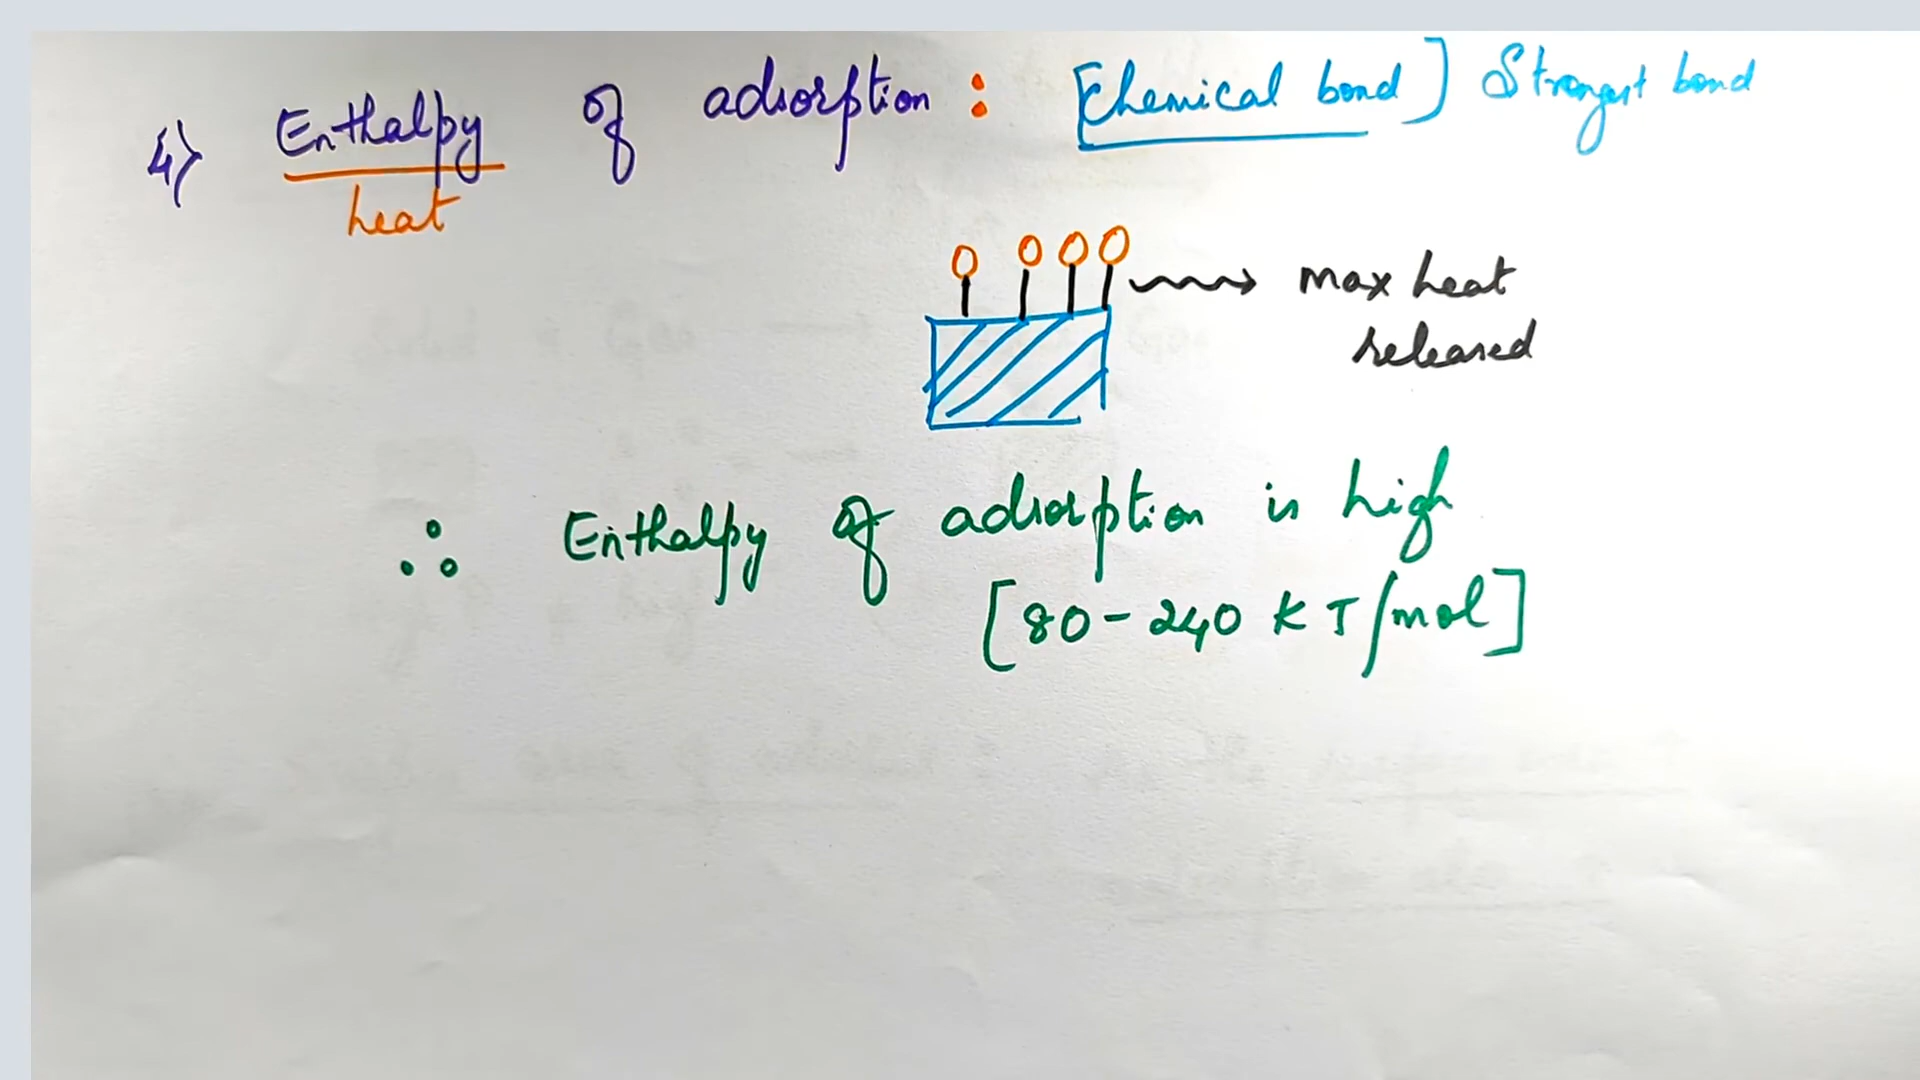 4) Enthalpy of adsorption : [Chemical bond] Strongest bond
heat
max heat
released
∴ Enthalpy of adsorption is high
[80-240 KJ/mol]